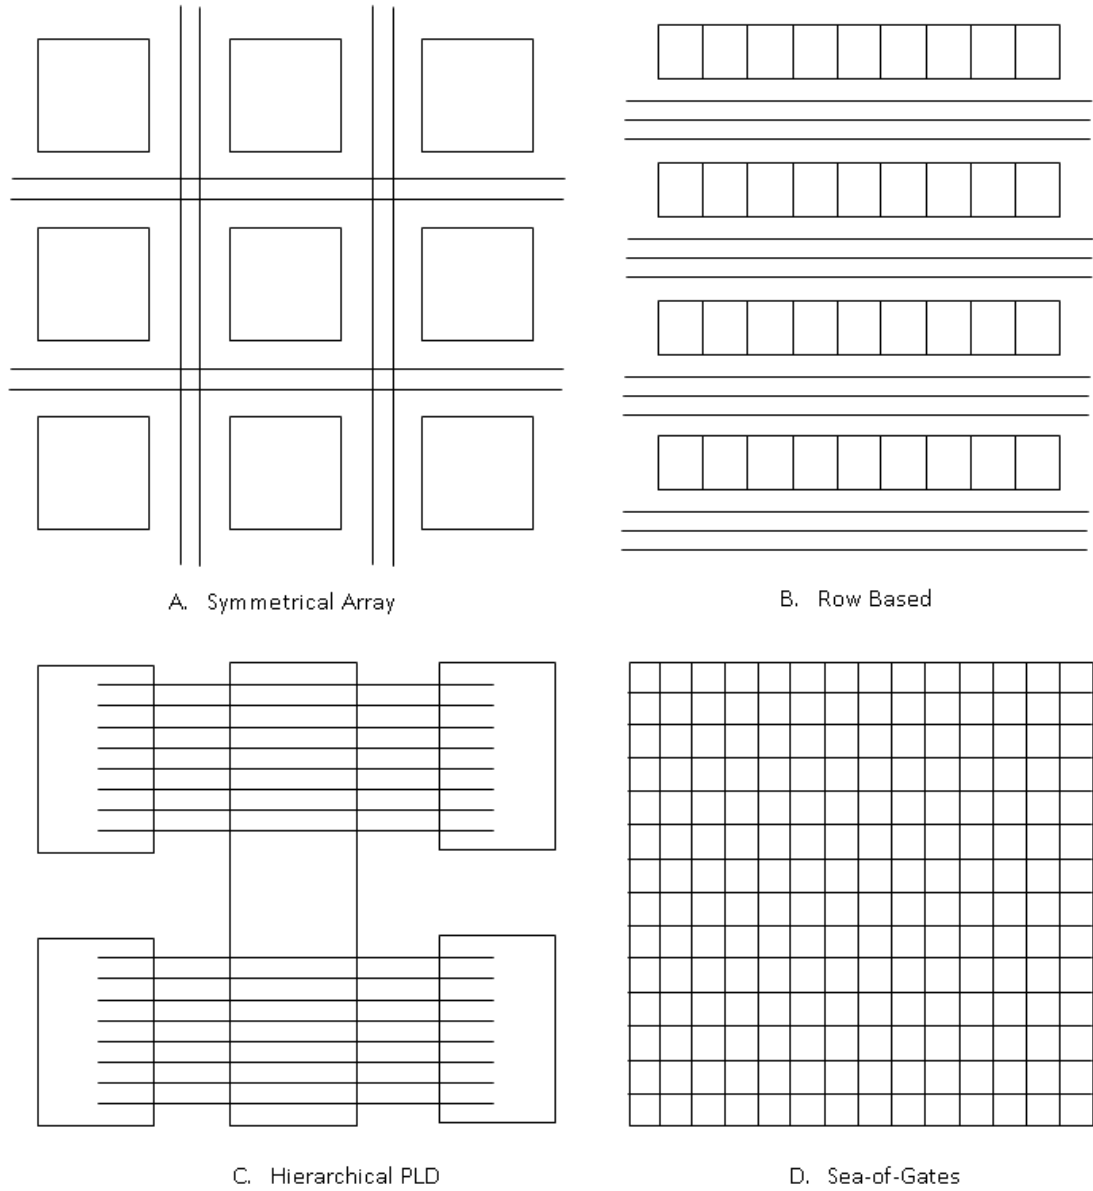 A. Symmetrical Array
B. Row Based
C. Hierarchical PLD
D. Sea-of-Gates